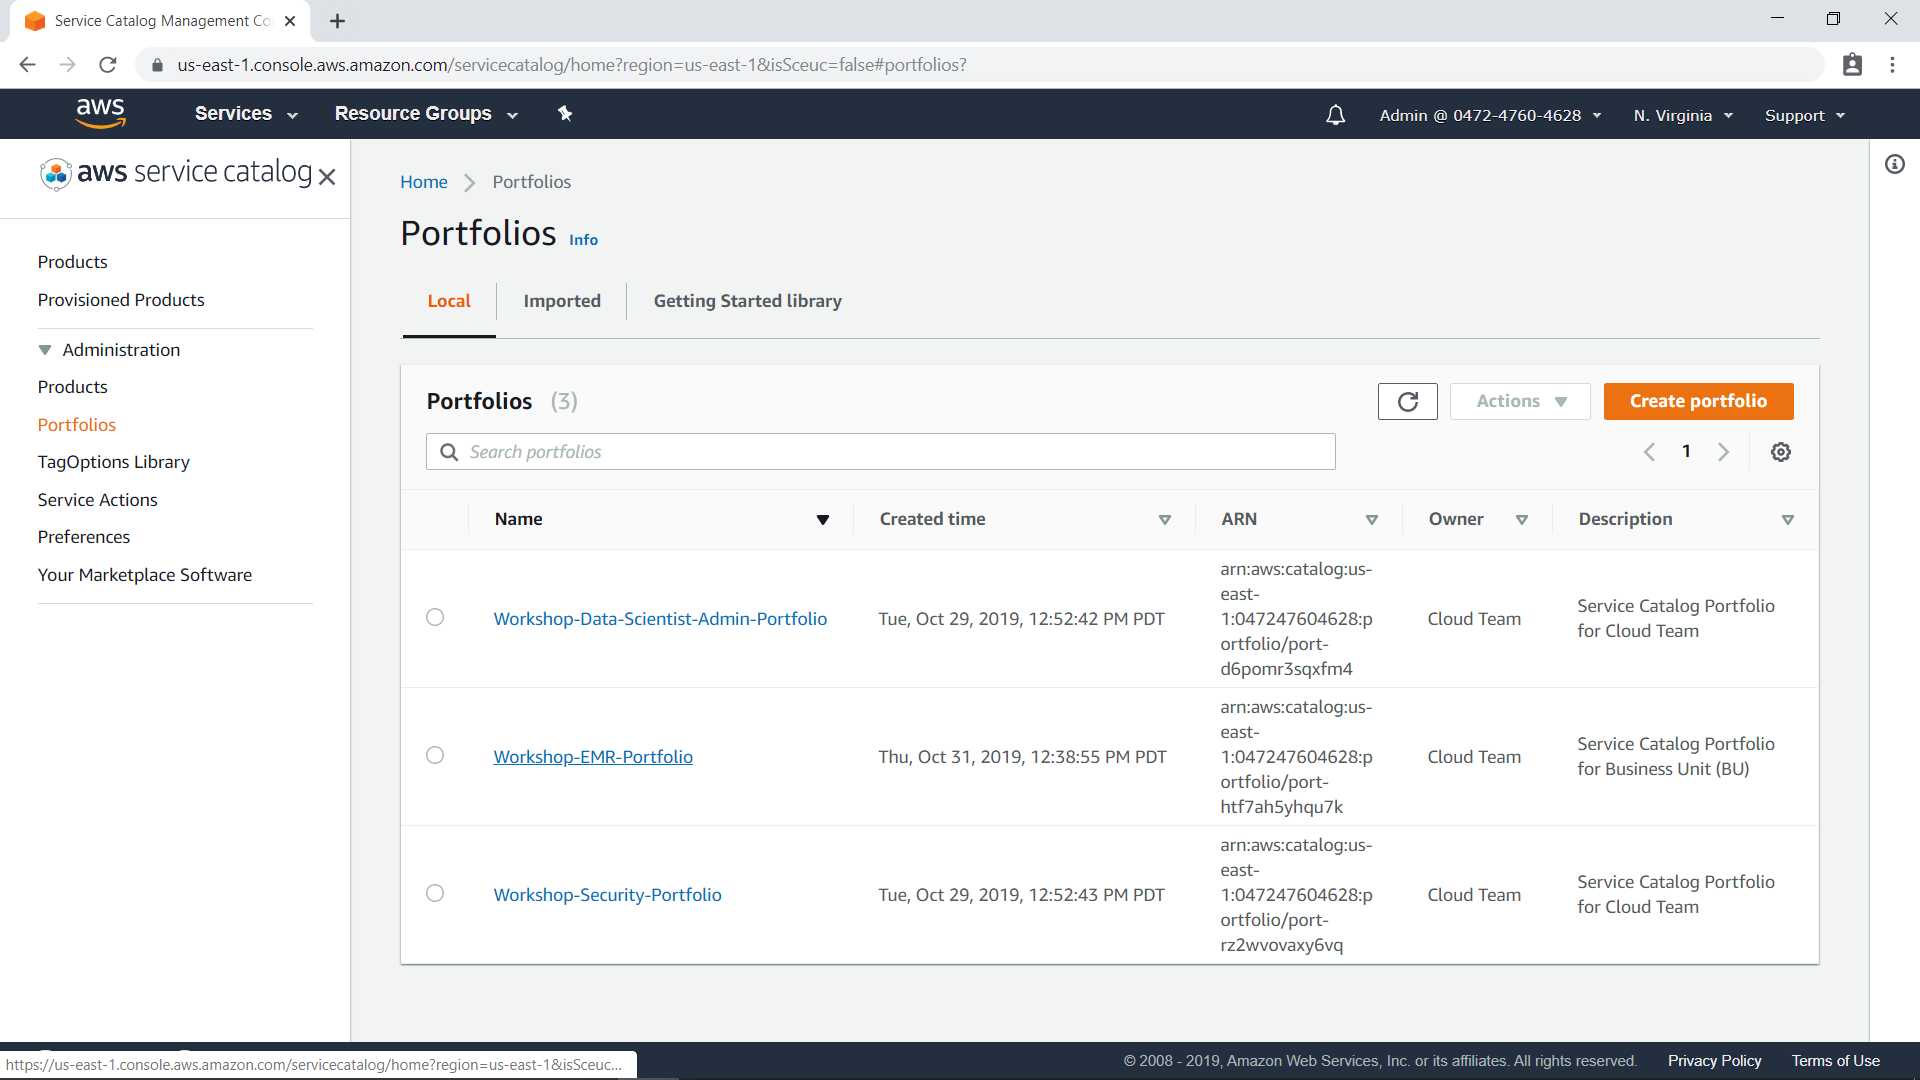 Service Catalog Management Co
us-east-1.console.aws.amazon.com/servicecatalog/home?region=us-east-1&isSceuc=false#portfolios?
aws
Services
Resource Groups
Admin @ 0472-4760-4628
N. Virginia
Support
aws service catalog
Products
Provisioned Products
Administration
Products
Portfolios
TagOptions Library
Service Actions
Preferences
Your Marketplace Software
Home
Portfolios
Portfolios
Info
Local
Imported
Getting Started library
Portfolios (3)
Actions
Create portfolio
Search portfolios
1
Name
Created time
ARN
Owner
Description
Workshop-Data-Scientist-Admin-Portfolio
Tue, Oct 29, 2019, 12:52:42 PM PDT
arn:aws:catalog:us-
east-
1:047247604628:p
ortfolio/port-
d6pomr3sqxfm4
Cloud Team
Service Catalog Portfolio
for Cloud Team
Workshop-EMR-Portfolio
Thu, Oct 31, 2019, 12:38:55 PM PDT
arn:aws:catalog:us-
east-
1:047247604628:p
ortfolio/port-
htf7ah5yhqu7k
Cloud Team
Service Catalog Portfolio
for Business Unit (BU)
Workshop-Security-Portfolio
Tue, Oct 29, 2019, 12:52:43 PM PDT
arn:aws:catalog:us-
east-
1:047247604628:p
ortfolio/port-
rz2wvovaxy6vq
Cloud Team
Service Catalog Portfolio
for Cloud Team
https://us-east-1.console.aws.amazon.com/servicecatalog/home?region=us-east-1&isSceuc...
© 2008 - 2019, Amazon Web Services, Inc. or its affiliates. All rights reserved.
Privacy Policy
Terms of Use